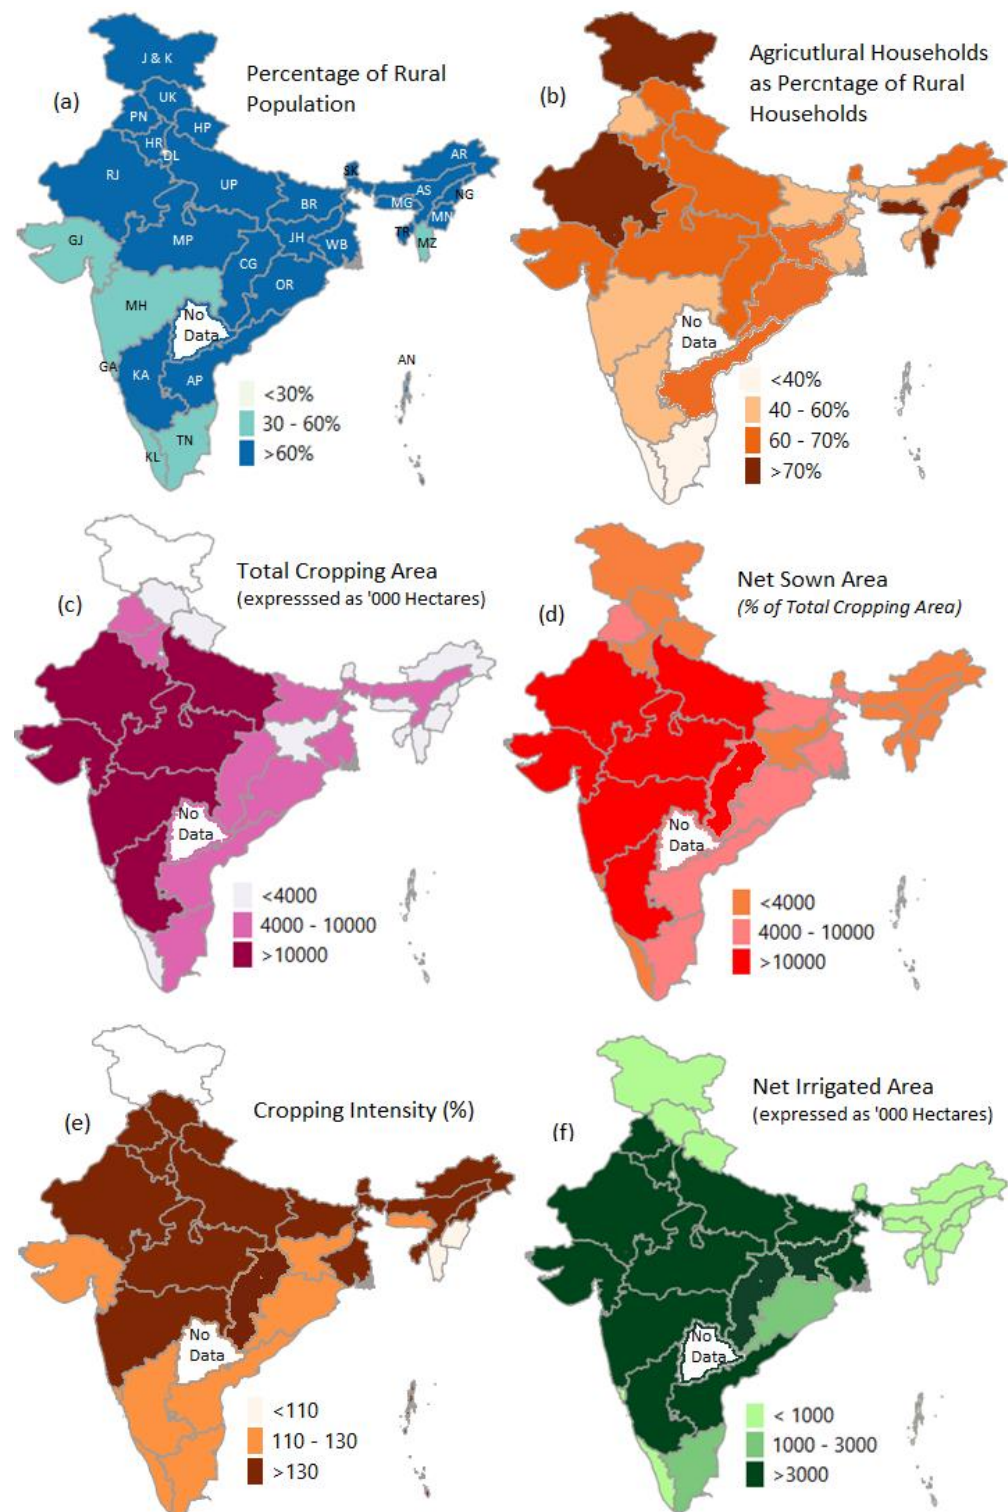 (a)
Percentage of Rural
Population
J & K
UK
PN
HP
HR
DL
RJ
UP
BR
SK
AR
AS
NG
MG
MN
TR
MZ
GJ
MP
JH
WB
CG
OR
MH
No
Data
GA
KA
AP
AN
TN
KL
<30%
30 - 60%
>60%
(b)
Agricutlural Households
as Percntage of Rural
Households
No
Data
<40%
40 - 60%
60 - 70%
>70%
(c)
Total Cropping Area
(expresssed as '000 Hectares)
No
Data
<4000
4000 - 10000
>10000
(d)
Net Sown Area
(% of Total Cropping Area)
No
Data
<4000
4000 - 10000
>10000
(e)
Cropping Intensity (%)
No
Data
<110
110 - 130
>130
(f)
Net Irrigated Area
(expressed as '000 Hectares)
No
Data
< 1000
1000 - 3000
>3000